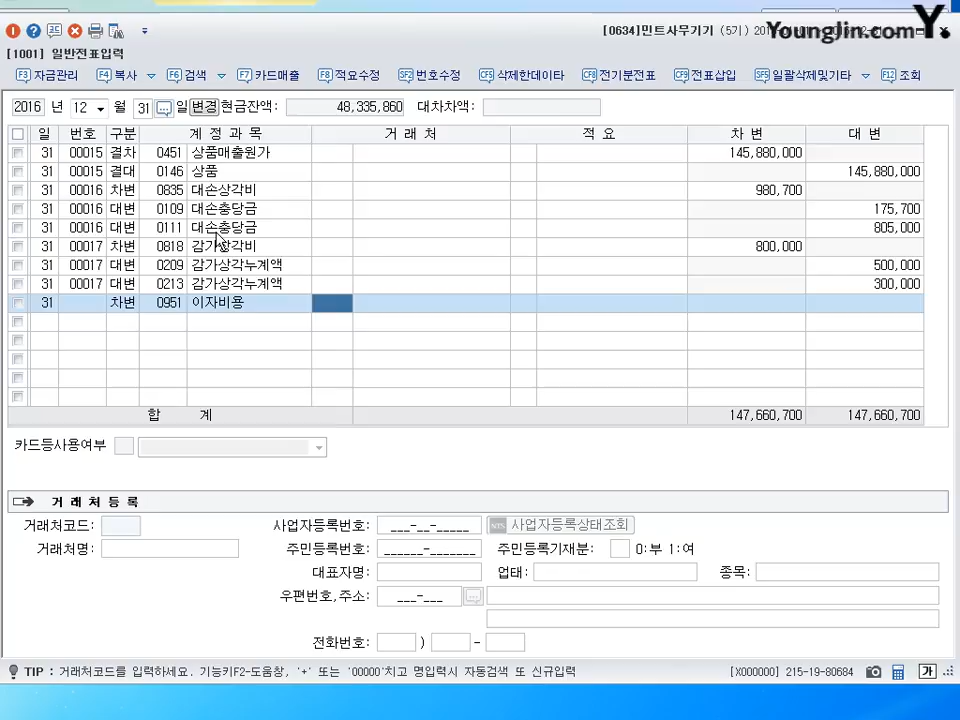 Younglin.com Y.
[0634]민트사무기기 (5기)
[1001] 일반전표입력
F3 자금관리 F4 복사 F6 검색 F7 카드매출 F8 적요수정 SF2 번호수정 CF5 삭제한데이타 CF8 전기분전표 CF9 전표삽입 SF5 일괄삭제및기타 F12 조회
2016 년 12 월 31 일 변경 현금잔액: 48,335,860 대차차액:
일 번호 구분 계 정 과 목 거 래 처 적 요 차 변 대 변
31 00015 결차 0451 상품매출원가 145,880,000
31 00015 결대 0146 상품 145,880,000
31 00016 차변 0835 대손상각비 980,700
31 00016 대변 0109 대손충당금 175,700
31 00016 대변 0111 대손충당금 805,000
31 00017 차변 0818 감가상각비 800,000
31 00017 대변 0209 감가상각누계액 500,000
31 00017 대변 0213 감가상각누계액 300,000
31 차변 0951 이자비용
합 계 147,660,700 147,660,700
카드등사용여부
거 래 처 등 록
거래처코드: 사업자등록번호: ___-__-_____ NTS 사업자등록상태조회
거래처명: 주민등록번호: ______-_______ 주민등록기재분: 0:부 1:여
대표자명: 업태: 종목:
우편번호,주소: ___-___
전화번호: ) -
TIP : 거래처코드를 입력하세요. 기능키F2-도움창, '+' 또는 '00000'치고 명입력시 자동검색 또 신규입력 [X000000] 215-19-80684 가